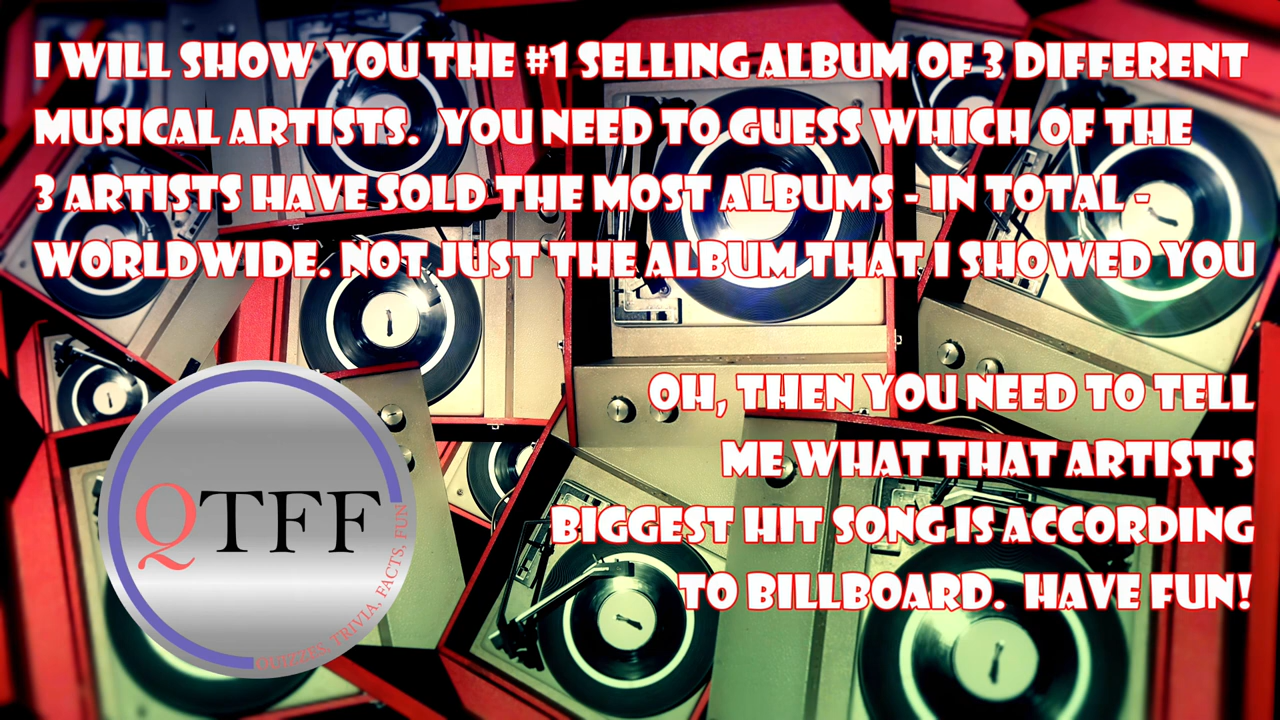 I WILL SHOW YOU THE #1 SELLING ALBUM OF 3 DIFFERENT
MUSICAL ARTISTS. YOU NEED TO GUESS WHICH OF THE
3 ARTISTS HAVE SOLD THE MOST ALBUMS - IN TOTAL -
WORLDWIDE. NOT JUST THE ALBUM THAT I SHOWED YOU
OH, THEN YOU NEED TO TELL
ME WHAT THAT ARTIST'S
BIGGEST HIT SONG IS ACCORDING
TO BILLBOARD. HAVE FUN!
QTFF
QUIZZES, TRIVIA, FACTS, FUN